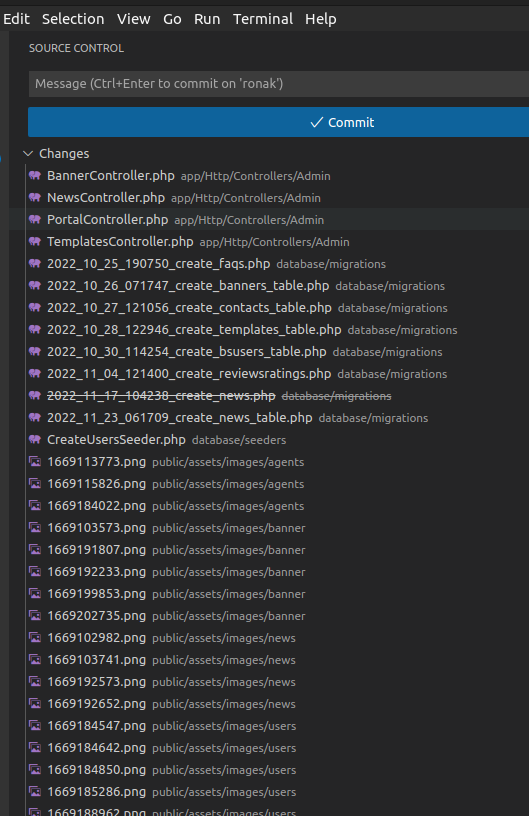 Edit Selection View Go Run Terminal Help
SOURCE CONTROL
Message (Ctrl+Enter to commit on 'ronak')
Commit
Changes
BannerController.php app/Http/Controllers/Admin
NewsController.php app/Http/Controllers/Admin
PortalController.php app/Http/Controllers/Admin
TemplatesController.php app/Http/Controllers/Admin
2022_10_25_190750_create_faqs.php database/migrations
2022_10_26_071747_create_banners_table.php database/migrations
2022_10_27_121056_create_contacts_table.php database/migrations
2022_10_28_122946_create_templates_table.php database/migrations
2022_10_30_114254_create_bsusers_table.php database/migrations
2022_11_04_121400_create_reviewsratings.php database/migrations
2022_11_17_104238_create_news.php database/migrations
2022_11_23_061709_create_news_table.php database/migrations
CreateUsersSeeder.php database/seeders
1669113773.png public/assets/images/agents
1669115826.png public/assets/images/agents
1669184022.png public/assets/images/agents
1669103573.png public/assets/images/banner
1669191807.png public/assets/images/banner
1669192233.png public/assets/images/banner
1669199853.png public/assets/images/banner
1669202735.png public/assets/images/banner
1669102982.png public/assets/images/news
1669103741.png public/assets/images/news
1669192573.png public/assets/images/news
1669192652.png public/assets/images/news
1669184547.png public/assets/images/users
1669184642.png public/assets/images/users
1669184850.png public/assets/images/users
1669185286.png public/assets/images/users
1669188962.png public/assets/images/users